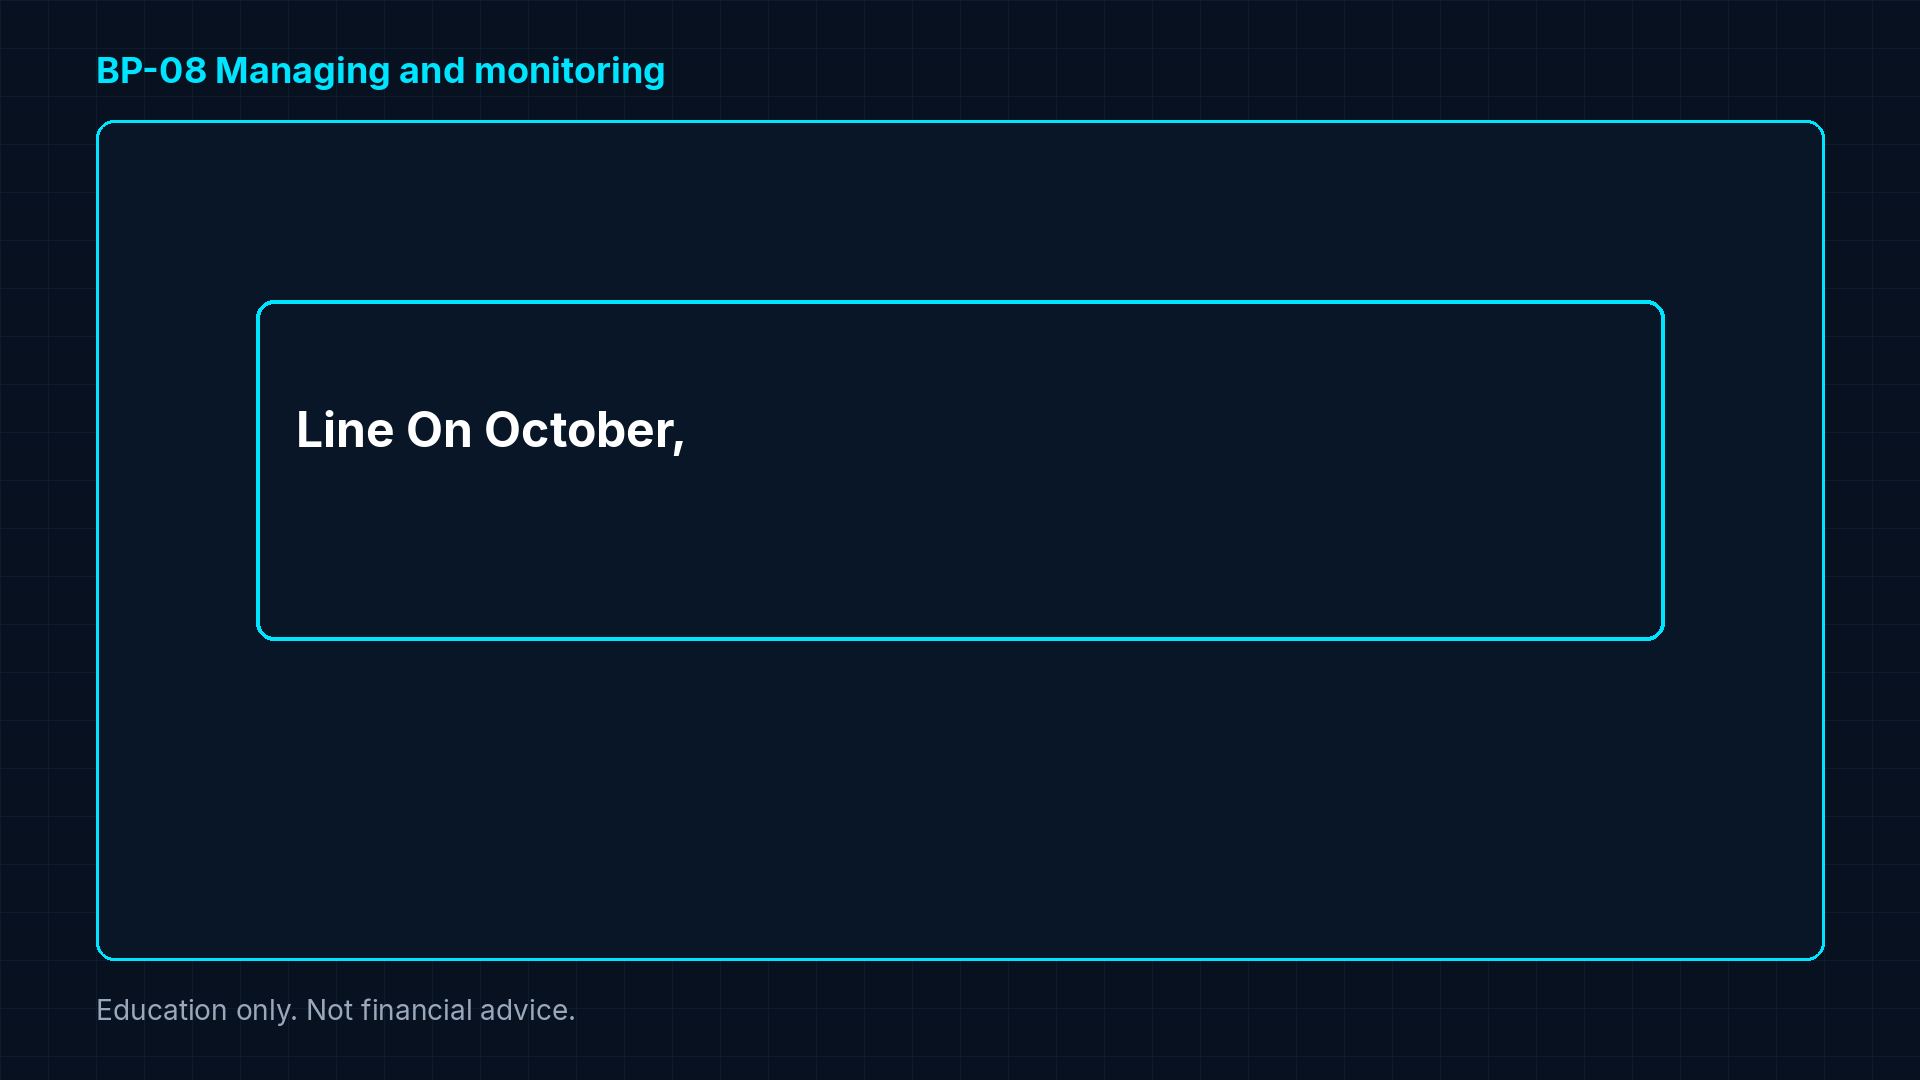 BP-08 Managing and monitoring
Line On October,
Education only. Not financial advice.